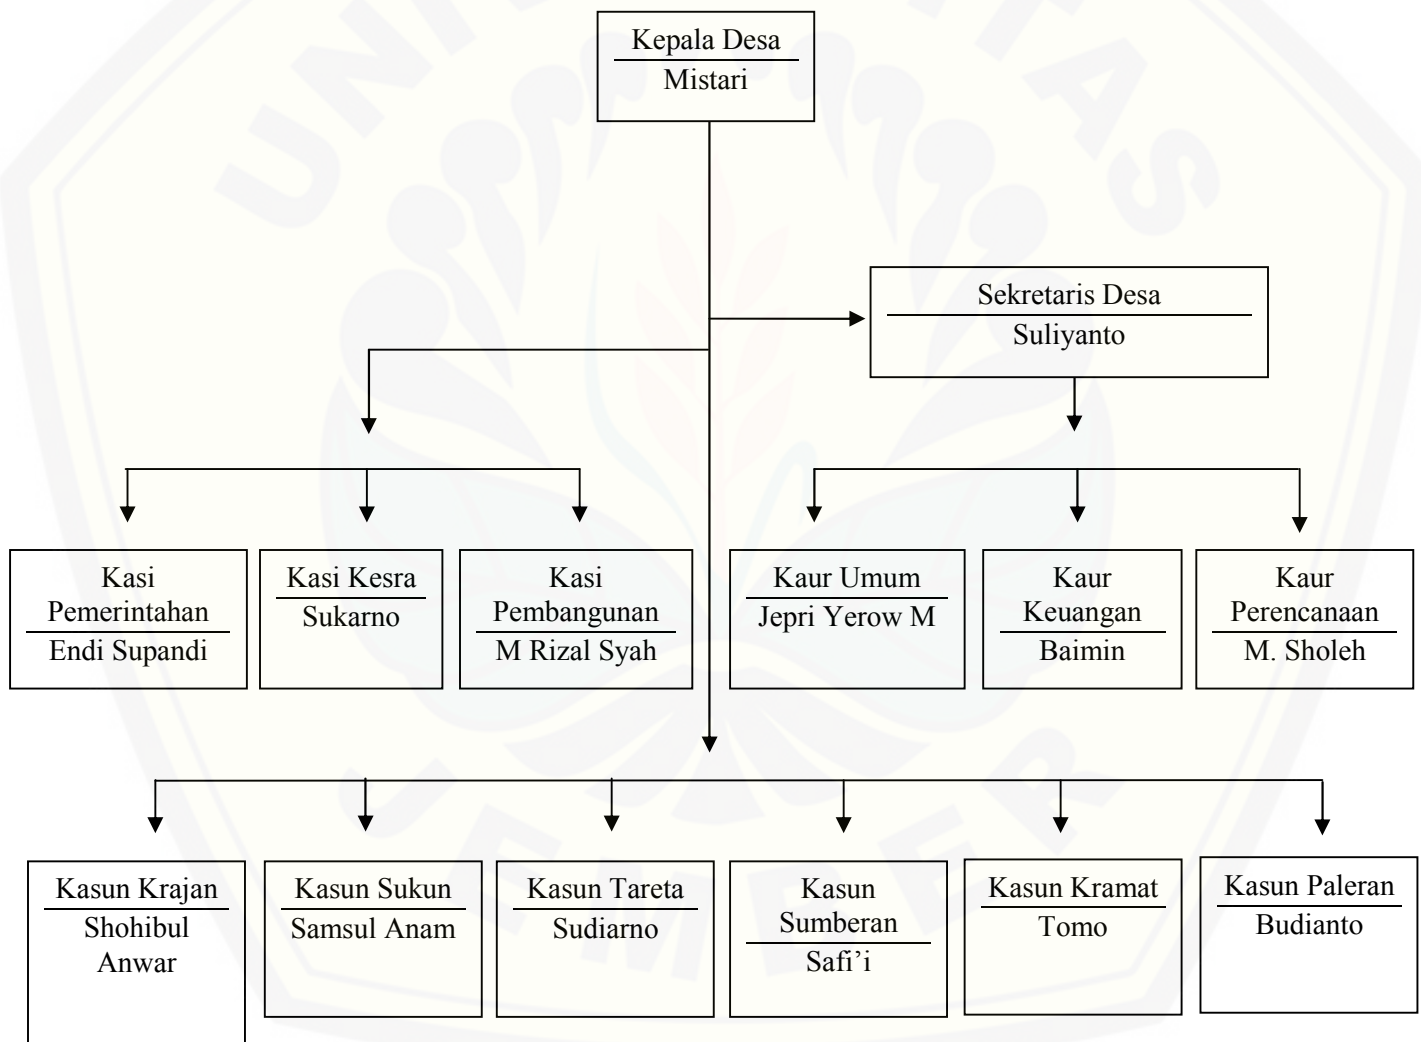 Kepala Desa
Mistari
Sekretaris Desa
Suliyanto
Kasi
Pemerintahan
Endi Supandi
Kasi Kesra
Sukarno
Kasi
Pembangunan
M Rizal Syah
Kaur Umum
Jepri Yerow M
Kaur
Keuangan
Baimin
Kaur
Perencanaan
M. Sholeh
Kasun Krajan
Shohibul
Anwar
Kasun Sukun
Samsul Anam
Kasun Tareta
Sudiarno
Kasun
Sumberan
Safi’i
Kasun Kramat
Tomo
Kasun Paleran
Budianto
JEMBER